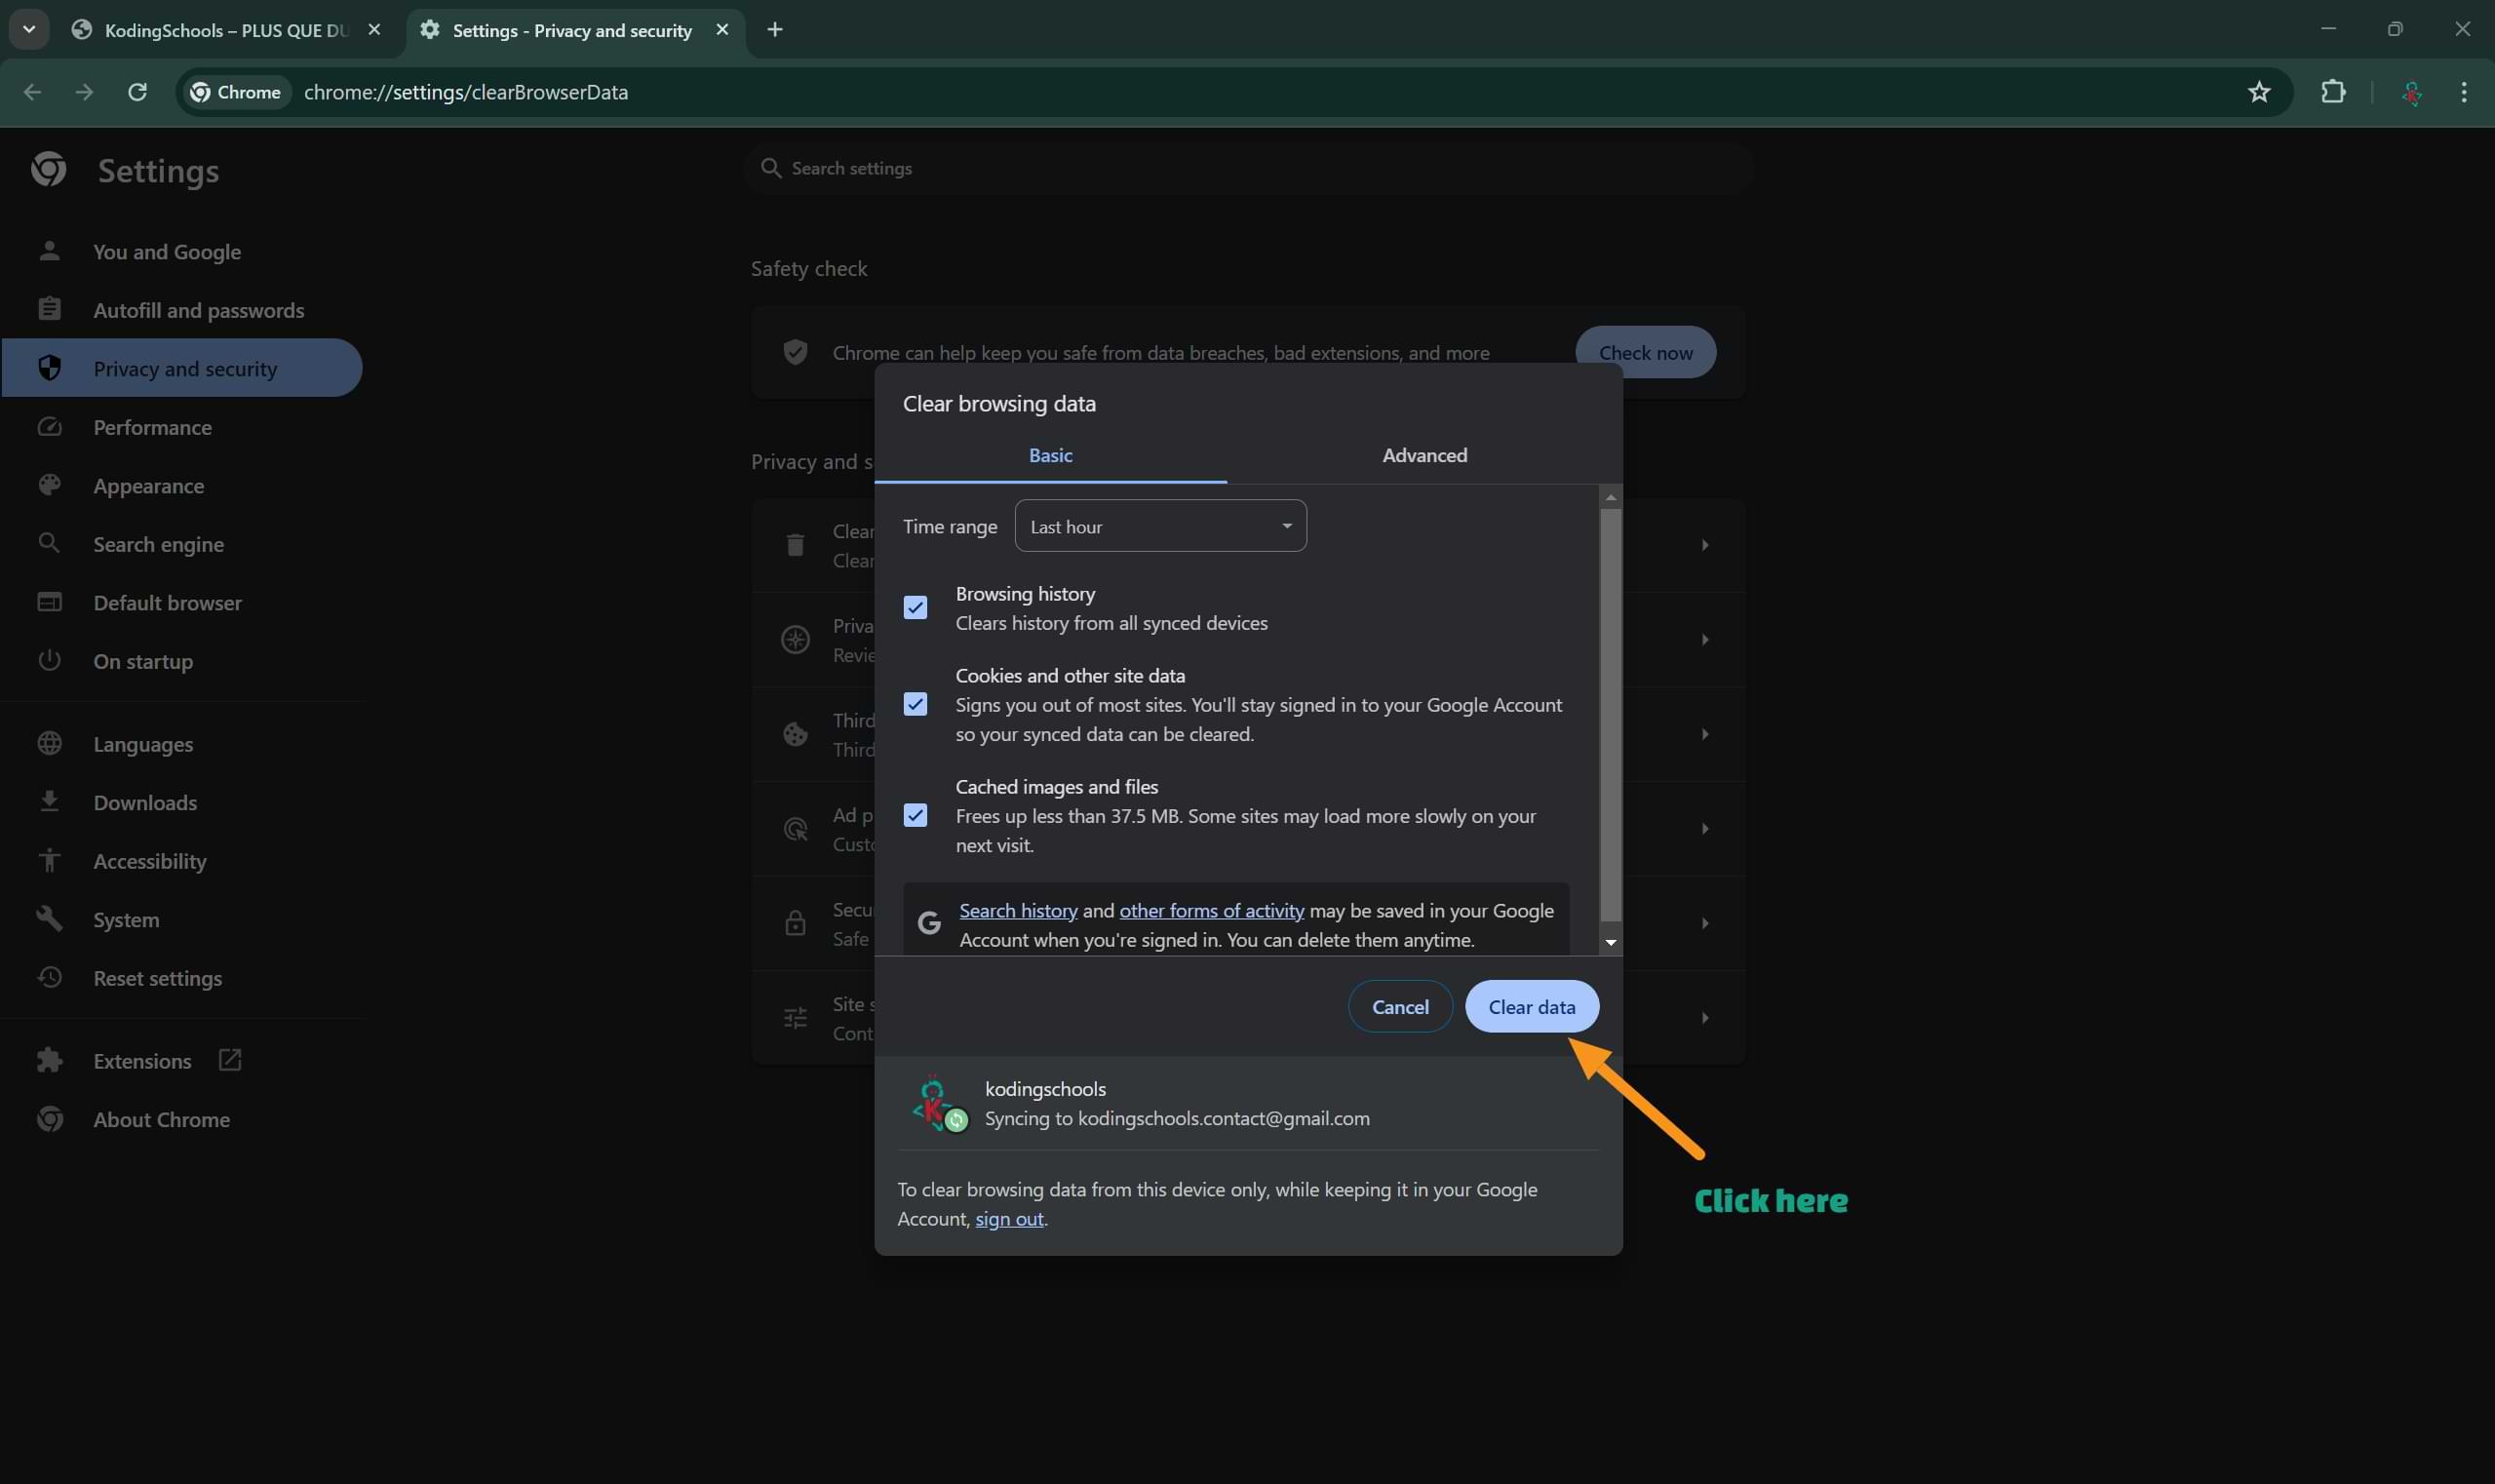 KodingSchools – PLUS QUE DU
Settings - Privacy and security
Chrome
chrome://settings/clearBrowserData
Settings
Search settings
You and Google
Autofill and passwords
Privacy and security
Performance
Appearance
Search engine
Default browser
On startup
Languages
Downloads
Accessibility
System
Reset settings
Extensions
About Chrome
Safety check
Chrome can help keep you safe from data breaches, bad extensions, and more
Check now
Privacy and s
Clear
Clear
Priva
Revie
Third
Third
Ad p
Custo
Secu
Safe
Site s
Cont
Clear browsing data
Basic
Advanced
Time range
Last hour
Browsing history
Clears history from all synced devices
Cookies and other site data
Signs you out of most sites. You'll stay signed in to your Google Account
so your synced data can be cleared.
Cached images and files
Frees up less than 37.5 MB. Some sites may load more slowly on your
next visit.
G
Search history and other forms of activity may be saved in your Google
Account when you're signed in. You can delete them anytime.
Cancel
Clear data
K
kodingschools
Syncing to kodingschools.contact@gmail.com
To clear browsing data from this device only, while keeping it in your Google
Account, sign out.
Click here